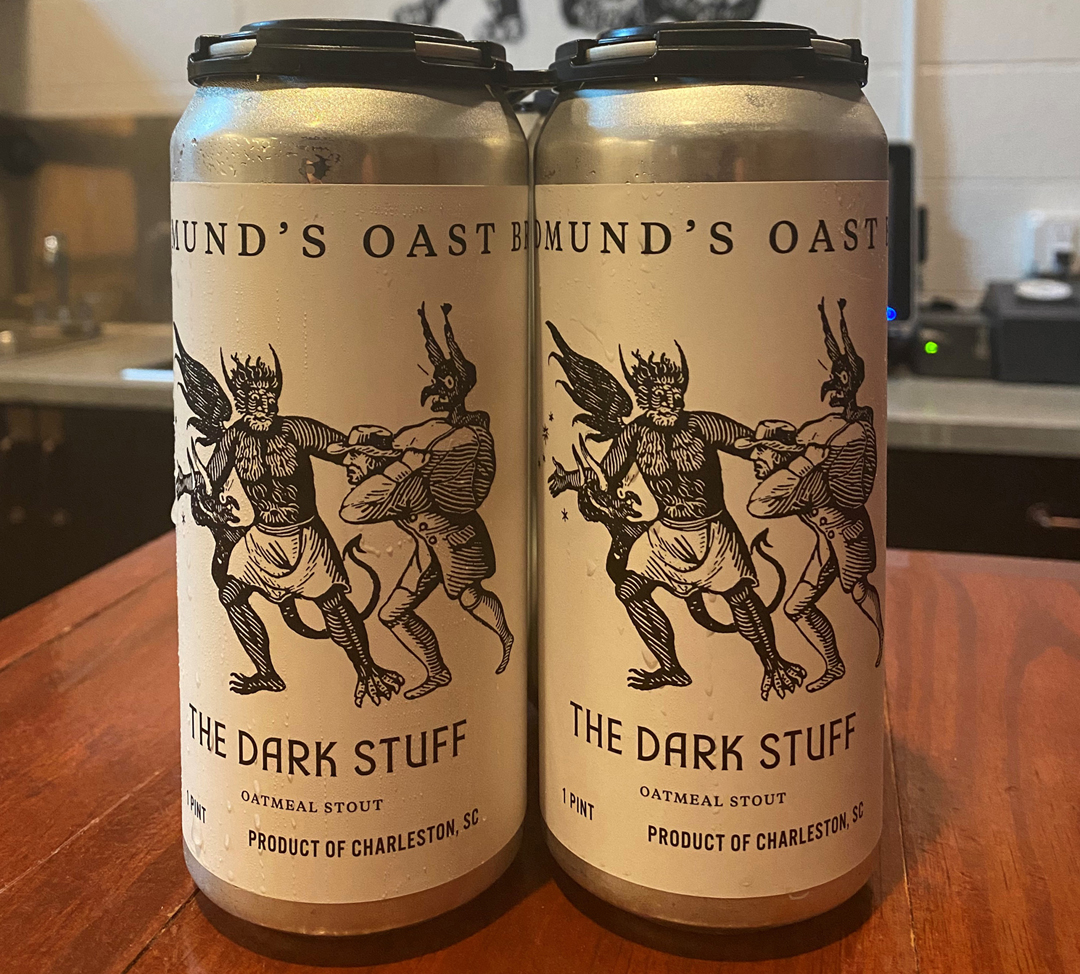 MUND'S OAST
THE DARK STUFF
OATMEAL STOUT
1 PINT
PRODUCT OF CHARLESTON, SC
DMUND'S OAST
THE DARK STUFF
OATMEAL STOUT
1 PINT
PRODUCT OF CHARLESTON, SC